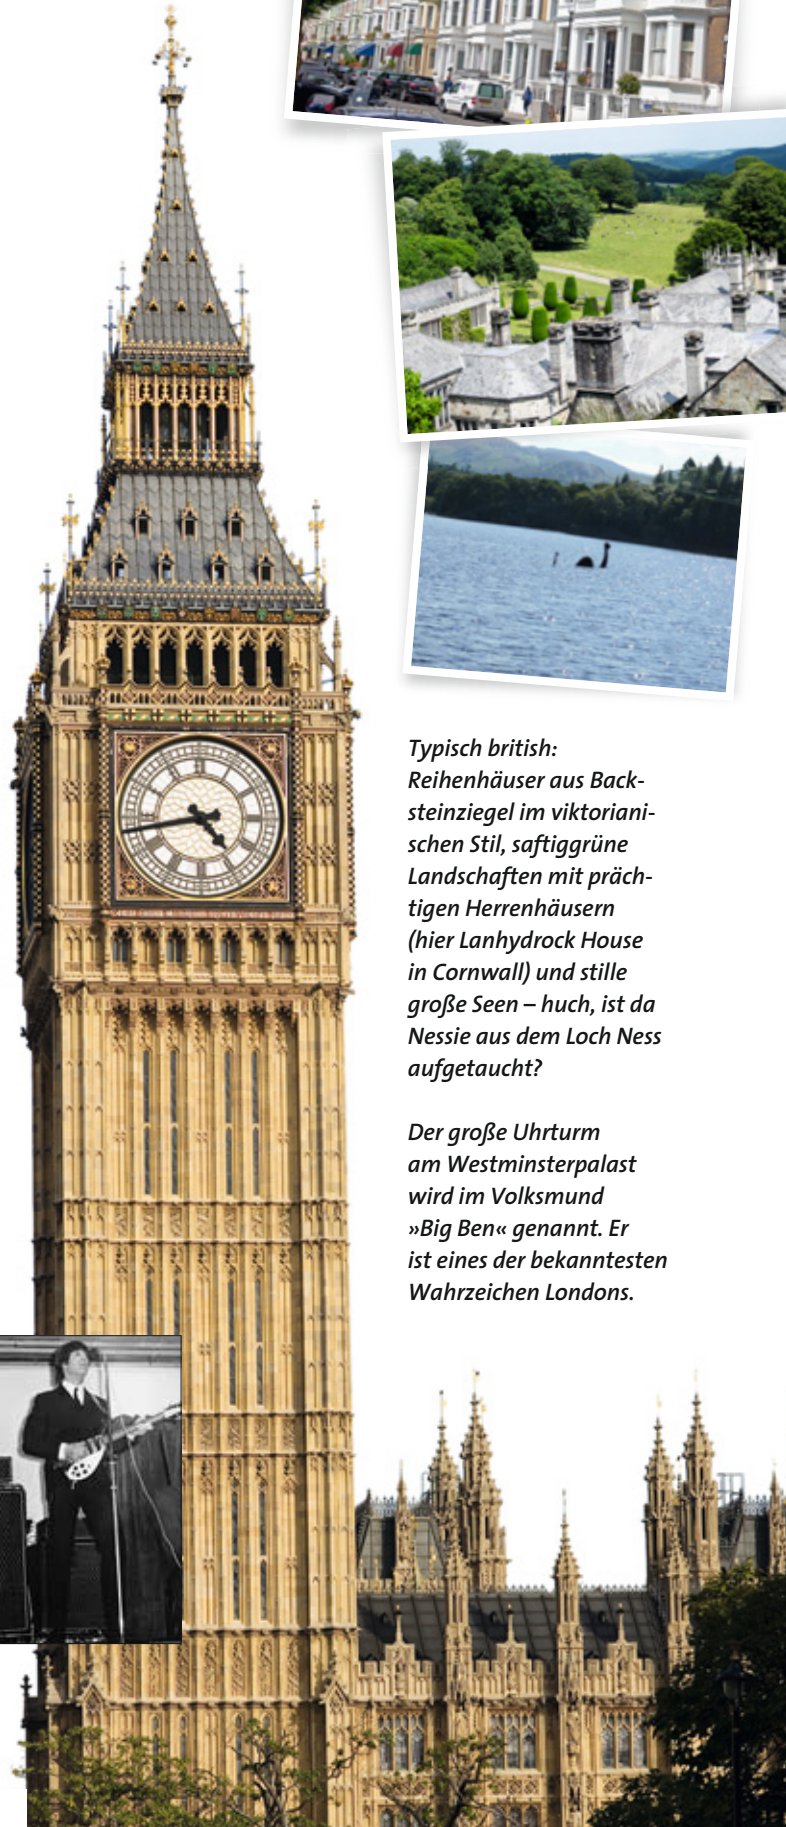 Typisch british:
Reihenhäuser aus Back-
steinziegel im viktoriani-
schen Stil, saftiggrüne
Landschaften mit präch-
tigen Herrenhäusern
(hier Lanhydrock House
in Cornwall) und stille
große Seen – huch, ist da
Nessie aus dem Loch Ness
aufgetaucht?
Der große Uhrturm
am Westminsterpalast
wird im Volksmund
»Big Ben« genannt. Er
ist eines der bekanntesten
Wahrzeichen Londons.